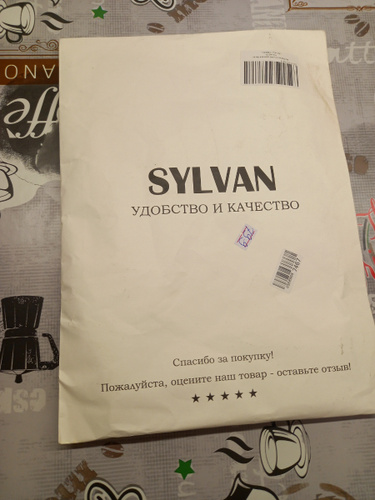 SYLVAN
УДОБСТВО И КАЧЕСТВО
Спасибо за покупку!
Пожалуйста, оцените наш товар - оставьте отзыв!
★ ★ ★ ★ ★